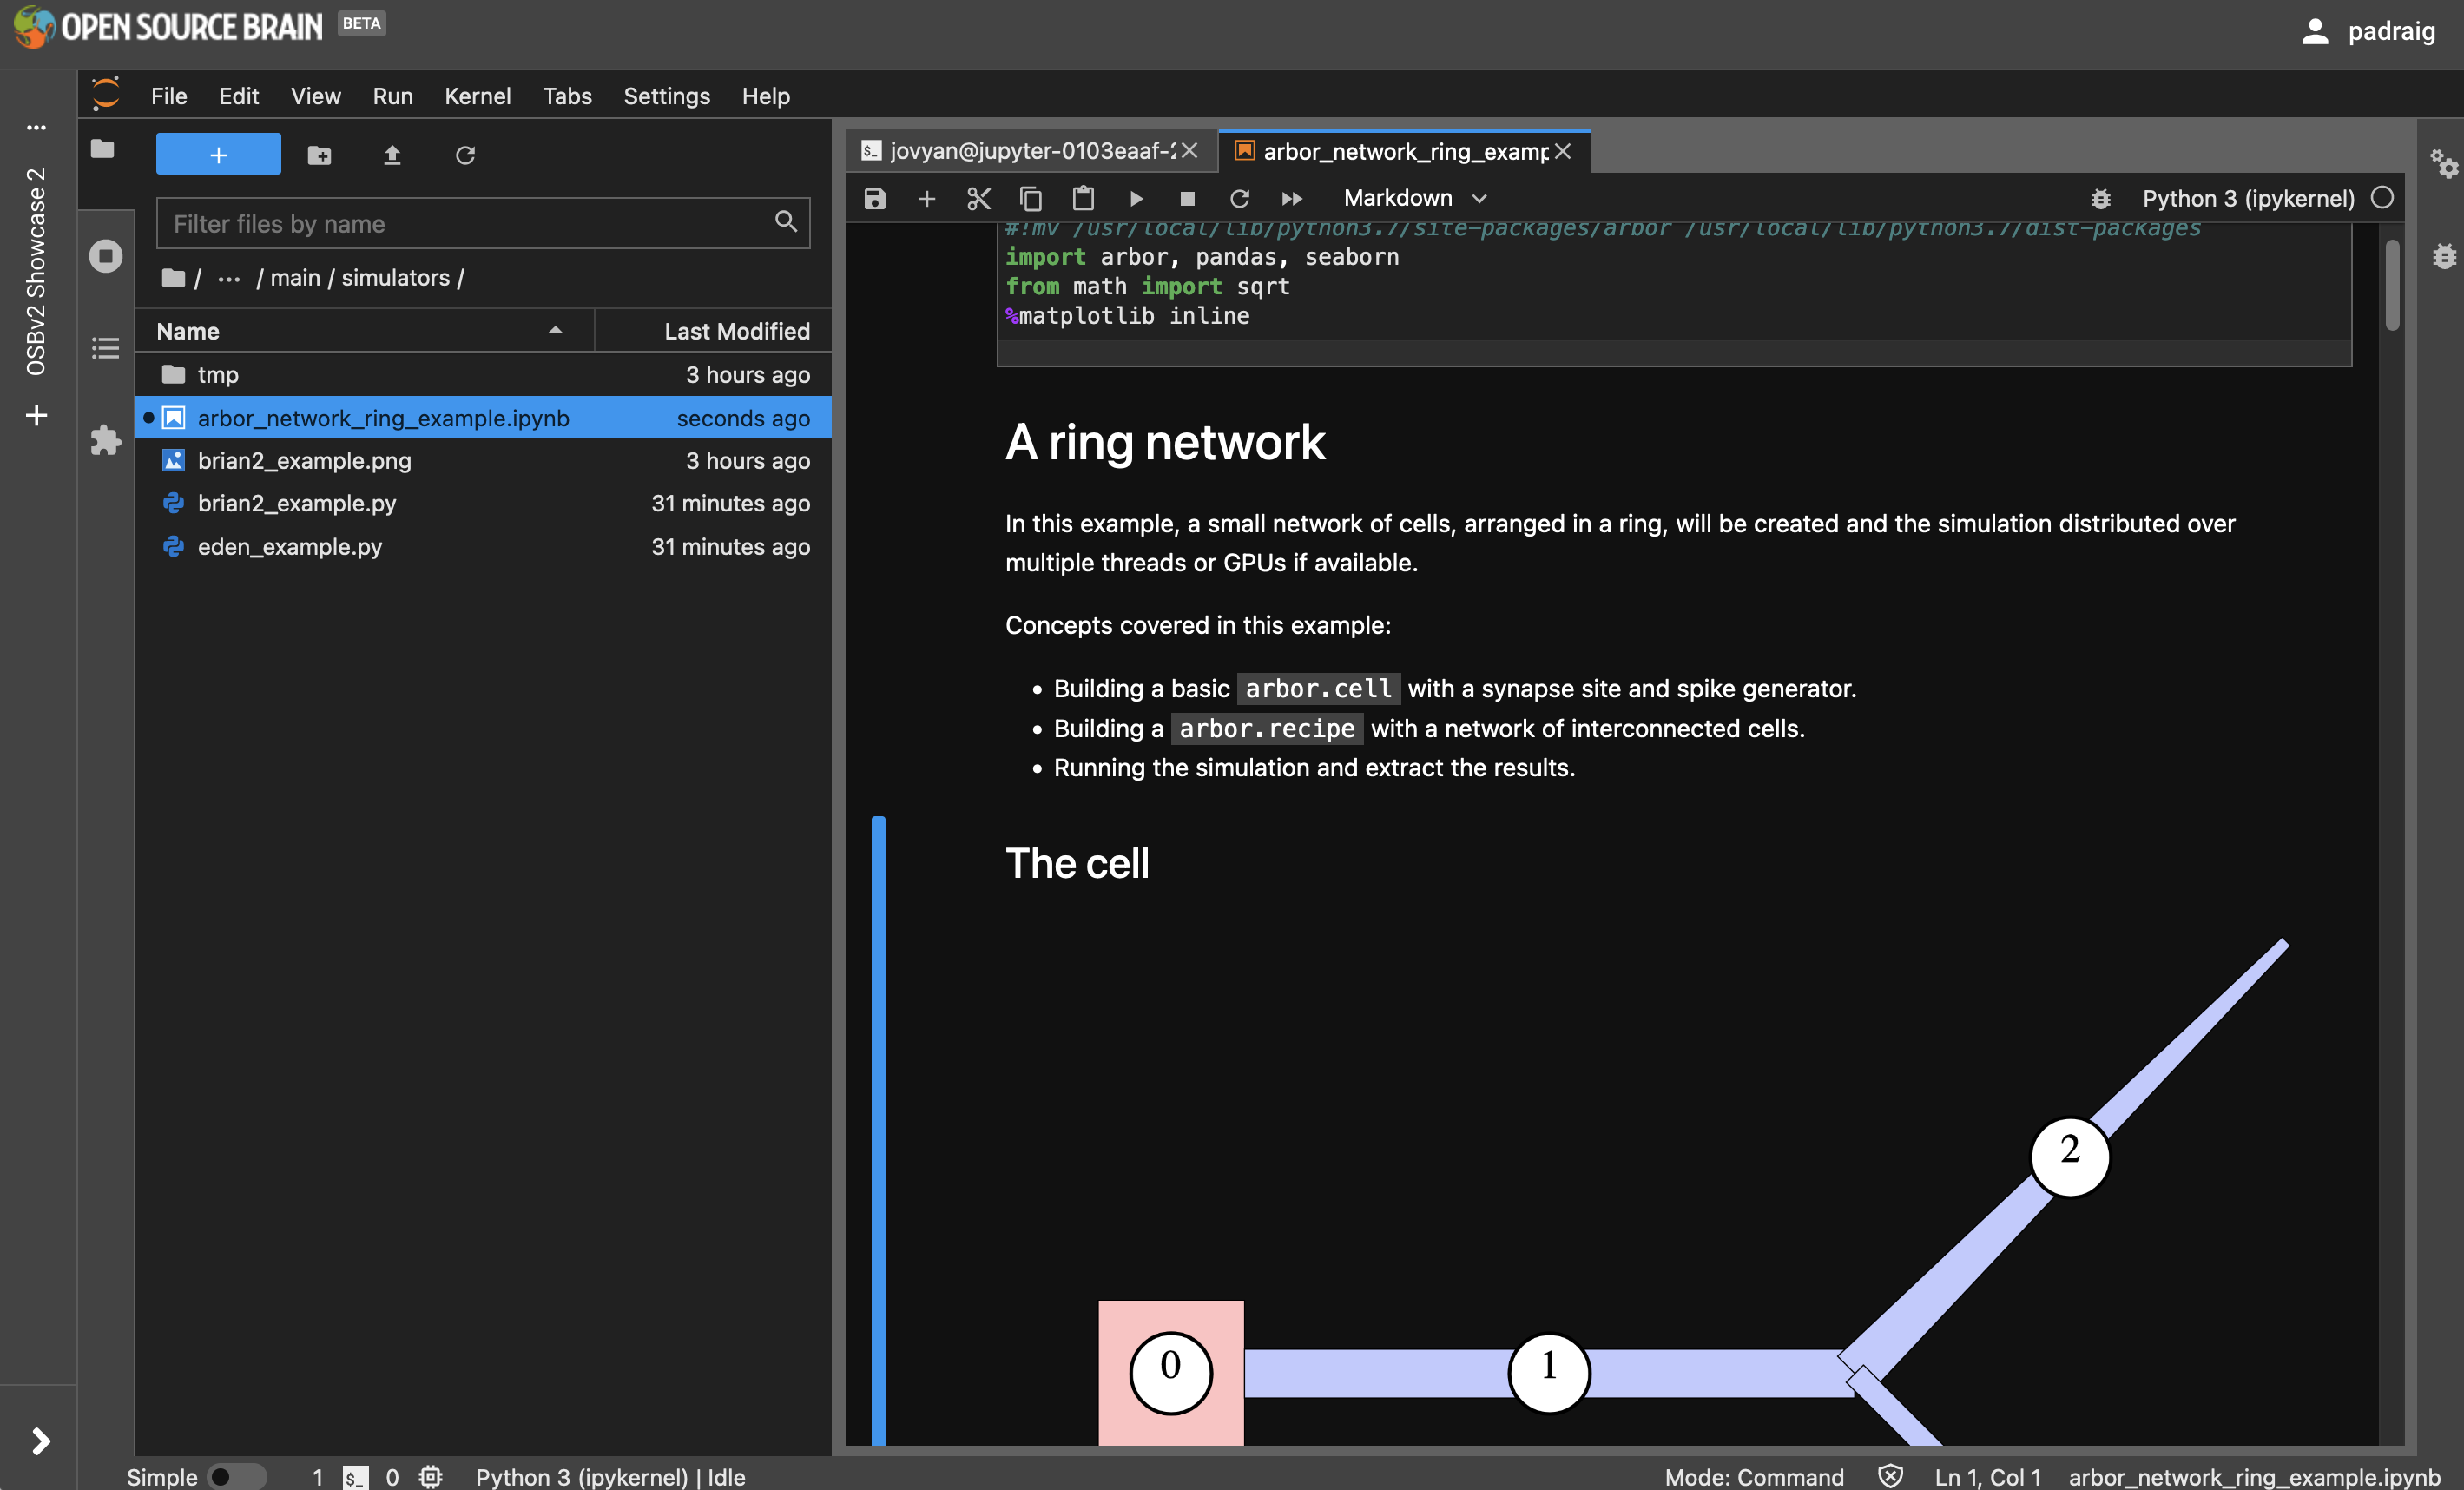 OPEN SOURCE BRAIN BETA
padraig
OSBv2 Showcase 2
File Edit View Run Kernel Tabs Settings Help
Filter files by name
/ ··· / main / simulators /
Name Last Modified
tmp 3 hours ago
arbor_network_ring_example.ipynb seconds ago
brian2_example.png 3 hours ago
brian2_example.py 31 minutes ago
eden_example.py 31 minutes ago
jovyan@jupyter-0103eaaf-
arbor_network_ring_examp
Markdown
Python 3 (ipykernel)
#!mv /usr/local/lib/python3.7/site-packages/arbor /usr/local/lib/python3.7/dist-packages
import arbor, pandas, seaborn
from math import sqrt
%matplotlib inline
A ring network
In this example, a small network of cells, arranged in a ring, will be created and the simulation distributed over
multiple threads or GPUs if available.
Concepts covered in this example:
• Building a basic arbor.cell with a synapse site and spike generator.
• Building a arbor.recipe with a network of interconnected cells.
• Running the simulation and extract the results.
The cell
2
0
1
Simple 1 $_ 0 Python 3 (ipykernel) | Idle
Mode: Command Ln 1, Col 1 arbor_network_ring_example.ipynb